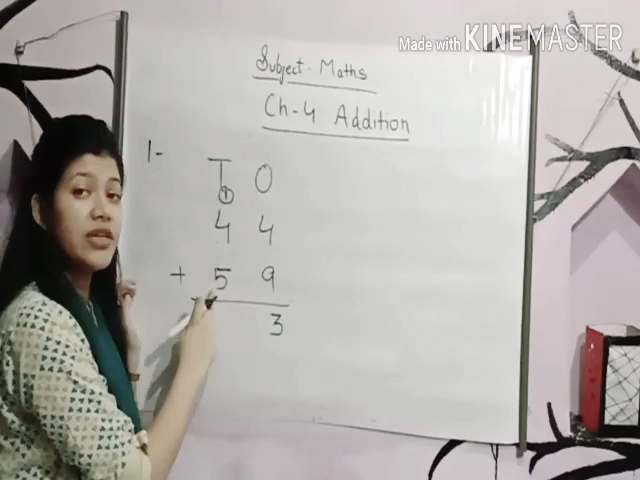 Made with KINEMASTER
Subject - Maths
Ch-4 Addition
1- T O
1
4 4
+ 5 9
3